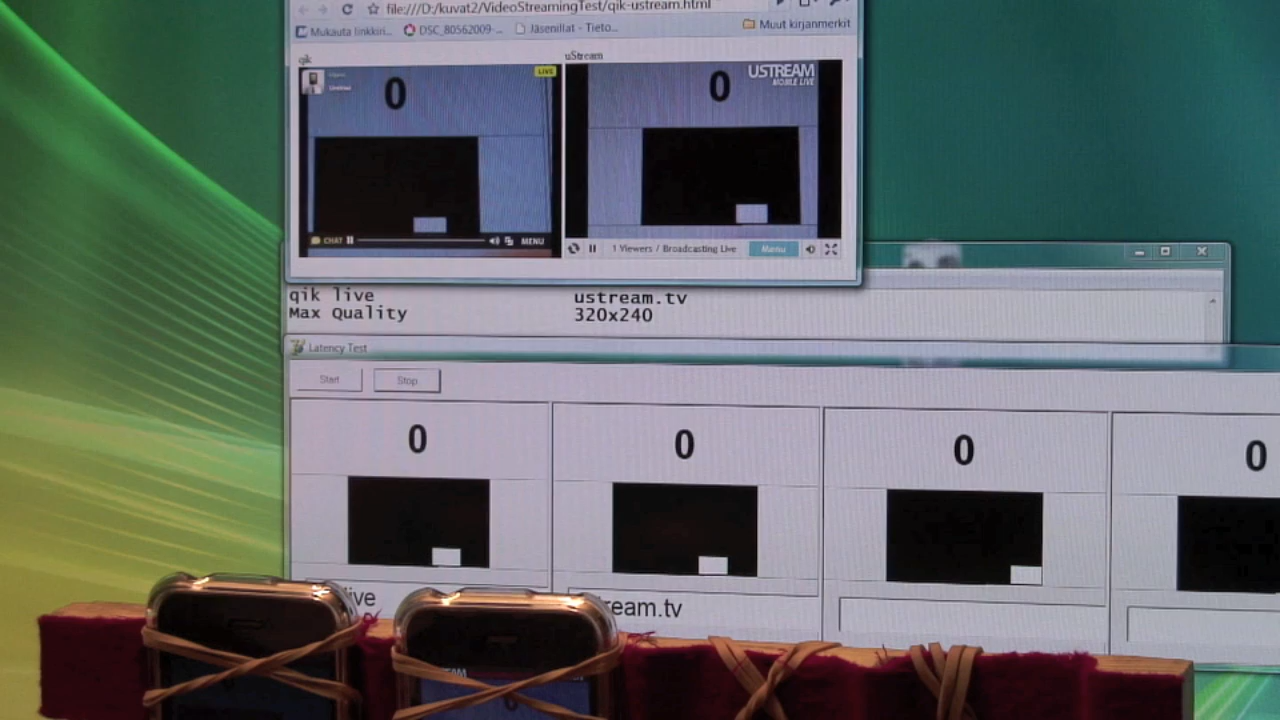 file:///D:/kuvat2/VideoStreamingTest/qik-ustream.html
Mukauta linkkiri... DSC_80562009-... Jäsenillat - Tieto... Muut kirjanmerkit
qik uStream
LIVE
0 0
USTREAM
MOBILE LIVE
CHAT MENU
1 Viewers / Broadcasting Live Menu
qik live ustream.tv
Max Quality 320x240
Latency Test
Start Stop
0 0 0 0
live ream.tv